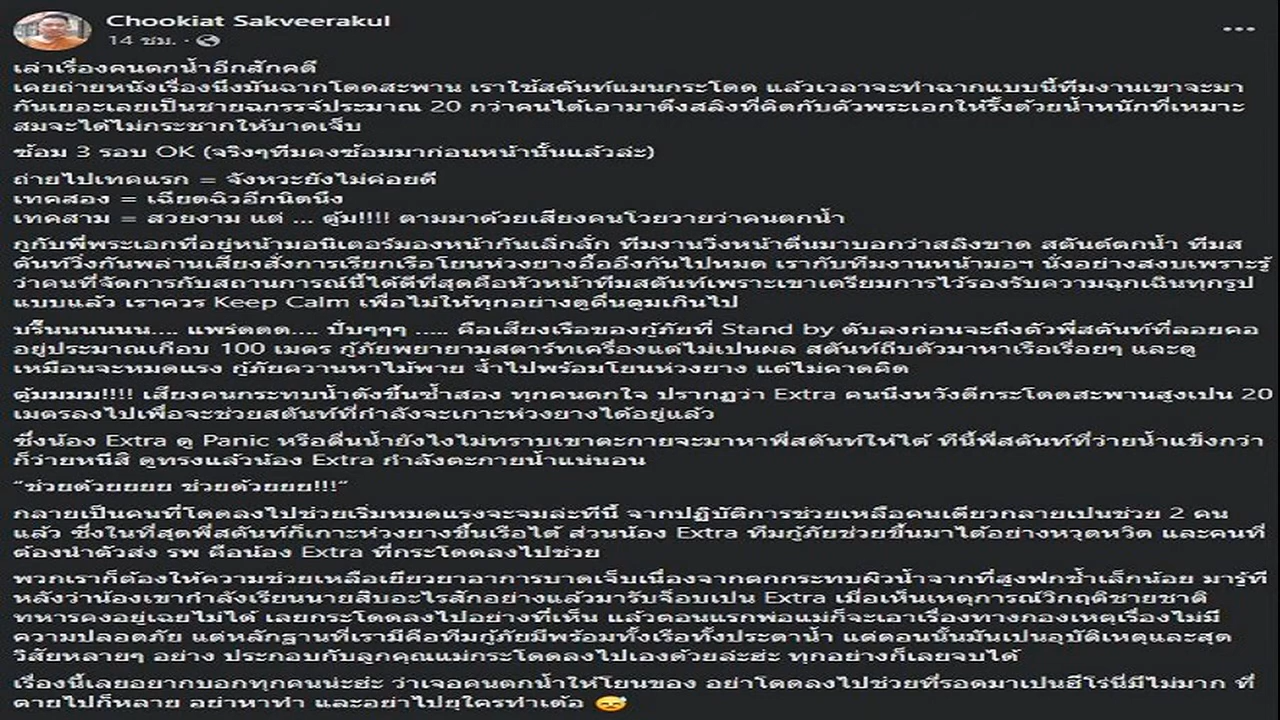 Chookiat Sakveerakul
14 ชม. ·
เล่าเรื่องคนตกน้ำอีกสักคดี
เคยถ่ายหนังเรื่องนึงมันฉากโดดสะพาน เราใช้สตันท์แมนกระโดด แล้วเวลาจะทำฉากแบบนี้ทีมงานเขาจะมา
กันเยอะเลยเป็นชายฉกรรจ์ประมาณ 20 กว่าคนได้เอามาดึงสลิงที่ติดกับตัวพระเอกให้รั้งด้วยน้ำหนักที่เหมาะ
สมจะได้ไม่กระชากให้บาดเจ็บ
ซ้อม 3 รอบ OK (จริงๆทีมคงซ้อมมาก่อนหน้านั้นแล้วล่ะ)
ถ่ายไปเทคแรก = จังหวะยังไม่ค่อยดี
เทคสอง = เฉียดฉิวอีกนิดนึง
เทคสาม = สวยงาม แต่ ... ตู้ม!!!! ตามมาด้วยเสียงคนโวยวายว่าคนตกน้ำ
กูกับพี่พระเอกที่อยู่หน้ามอนิเตอร์มองหน้ากันเลิ่กลั่ก ทีมงานวิ่งหน้าตื่นมาบอกว่าสลิงขาด สตันต์ตกน้ำ ทีมส
ตันท์วิ่งกันพล่านเสียงสั่งการเรียกเรือโยนห่วงยางอื้ออึงกันไปหมด เรากับทีมงานหน้ามอฯ นั่งอย่างสงบเพราะรู้
ว่าคนที่จัดการกับสถานการณ์นี้ได้ดีที่สุดคือหัวหน้าทีมสตันท์เพราะเขาเตรียมการไว้รองรับความฉุกเฉินทุกรูป
แบบแล้ว เราควร Keep Calm เพื่อไม่ให้ทุกอย่างดูตื่นตูมเกินไป
บรื๊นนนนนน.... แพร่ดดด.... ปั่บๆๆๆ ..... คือเสียงเรือของกู้ภัยที่ Stand by ดับลงก่อนจะถึงตัวพี่สตันท์ที่ลอยคอ
อยู่ประมาณเกือบ 100 เมตร กู้ภัยพยายามสตาร์ทเครื่องแต่ไม่เปนผล สตันท์ถีบตัวมาหาเรือเรื่อยๆ และดู
เหมือนจะหมดแรง กู้ภัยควานหาไม้พาย จ้ำไปพร้อมโยนห่วงยาง แต่ไม่คาดคิด
ตู้มมมม!!!! เสียงคนกระทบน้ำดังขึ้นซ้ำสอง ทุกคนตกใจ ปรากฏว่า Extra คนนึงหวังดีกระโดดสะพานสูงเปน 20
เมตรลงไปเพื่อจะช่วยสตันท์ที่กำลังจะเกาะห่วงยางได้อยู่แล้ว
ซึ่งน้อง Extra ดู Panic หรือตื่นน้ำยังไงไม่ทราบเขาตะกายจะมาหาพี่สตันท์ให้ได้ ทีนี้พี่สตันท์ที่ว่ายน้ำแข็งกว่า
ก็ว่ายหนีสิ ดูทรงแล้วน้อง Extra กำลังตะกายน้ำแน่นอน
“ช่วยด้วยยยย ช่วยด้วยยย!!!”
กลายเป็นคนที่โดดลงไปช่วยเริ่มหมดแรงจะจมล่ะทีนี้ จากปฏิบัติการช่วยเหลือคนเดียวกลายเปนช่วย 2 คน
แล้ว ซึ่งในที่สุดพี่สตันท์ก็เกาะห่วงยางขึ้นเรือได้ ส่วนน้อง Extra ทีมกู้ภัยช่วยขึ้นมาได้อย่างหวุดหวิด และคนที่
ต้องนำตัวส่ง รพ คือน้อง Extra ที่กระโดดลงไปช่วย
พวกเราก็ต้องให้ความช่วยเหลือเยียวยาอาการบาดเจ็บเนื่องจากตกกระทบผิวน้ำจากที่สูงฟกช้ำเล็กน้อย มารู้ที
หลังว่าน้องเขากำลังเรียนนายสิบอะไรสักอย่างแล้วมารับจ็อบเปน Extra เมื่อเห็นเหตุการณ์วิกฤติชายชาติ
ทหารคงอยู่เฉยไม่ได้ เลยกระโดดลงไปอย่างที่เห็น แล้วตอนแรกพ่อแม่ก็จะเอาเรื่องทางกองเหตุเรื่องไม่มี
ความปลอดภัย แต่หลักฐานที่เรามีคือทีมกู้ภัยมีพร้อมทั้งเรือทั้งประดาน้ำ แต่ตอนนั้นมันเปนอุบัติเหตุและสุด
วิสัยหลายๆ อย่าง ประกอบกับลูกคุณแม่กระโดดลงไปเองด้วยล่ะฮะ ทุกอย่างก็เลยจบได้
เรื่องนี้เลยอยากบอกทุกคนน่ะฮ่ะ ว่าเจอคนตกน้ำให้โยนของ อย่าโดดลงไปช่วยที่รอดมาเปนฮีโร่นี่มีไม่มาก ที่
ตายไปก็หลาย อย่าหาทำ และอย่าไปยุใครทำเด้อ 😅